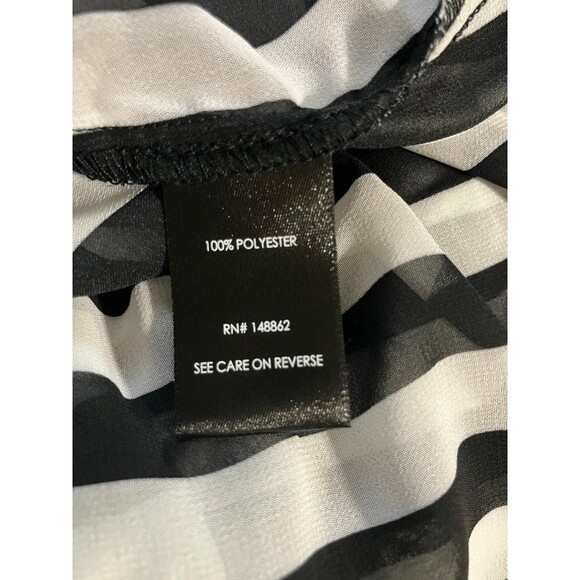 100% POLYESTER
RN# 148862
SEE CARE ON REVERSE